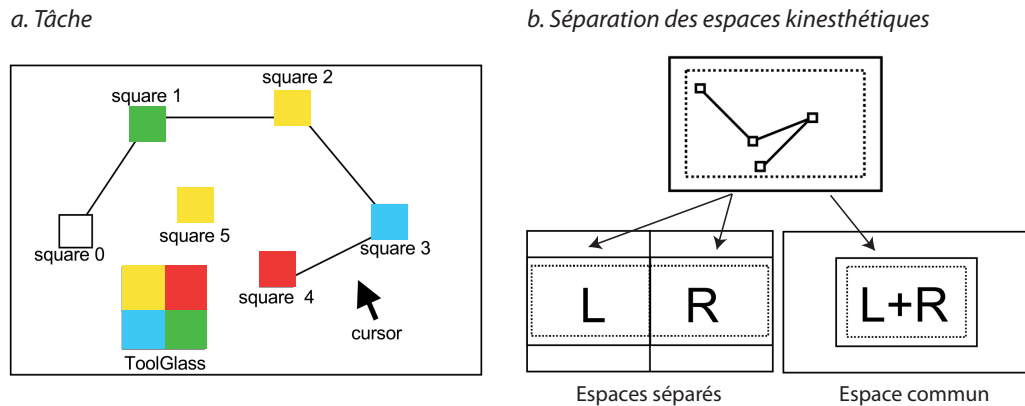 a. Tâche
b. Séparation des espaces kinesthétiques
square 2
square 1
square 5
square 0
square 3
square 4
cursor
ToolGlass
L
R
L+R
Espaces séparés
Espace commun